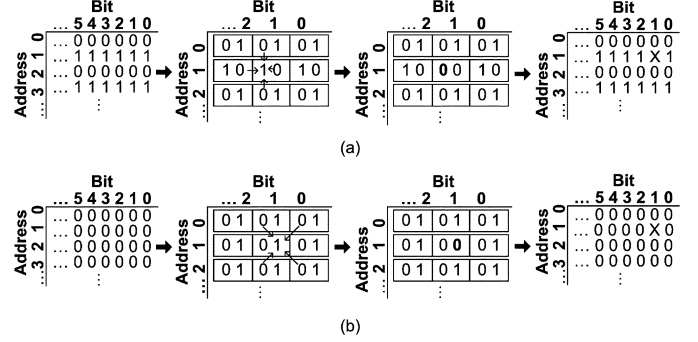 Bit
... 5 4 3 2 1 0
Address
0 ... 0 0 0 0 0 0
1 ... 1 1 1 1 1 1
2 ... 0 0 0 0 0 0
3 ... 1 1 1 1 1 1
...
Bit
... 2 1 0
Address
0 0 1 0 1 0 1
1 1 0 1 0 1 0
2 0 1 0 1 0 1
...
Bit
... 2 1 0
Address
0 0 1 0 1 0 1
1 1 0 0 0 1 0
2 0 1 0 1 0 1
...
Bit
... 5 4 3 2 1 0
Address
0 ... 0 0 0 0 0 0
1 ... 1 1 1 1 X 1
2 ... 0 0 0 0 0 0
3 ... 1 1 1 1 1 1
...
(a)
Bit
... 5 4 3 2 1 0
Address
0 ... 0 0 0 0 0 0
1 ... 0 0 0 0 0 0
2 ... 0 0 0 0 0 0
3 ... 0 0 0 0 0 0
...
Bit
... 2 1 0
Address
0 0 1 0 1 0 1
1 0 1 0 1 0 1
2 0 1 0 1 0 1
...
Bit
... 2 1 0
Address
0 0 1 0 1 0 1
1 0 1 0 0 0 1
2 0 1 0 1 0 1
...
Bit
... 5 4 3 2 1 0
Address
0 ... 0 0 0 0 0 0
1 ... 0 0 0 0 X 0
2 ... 0 0 0 0 0 0
3 ... 0 0 0 0 0 0
...
(b)